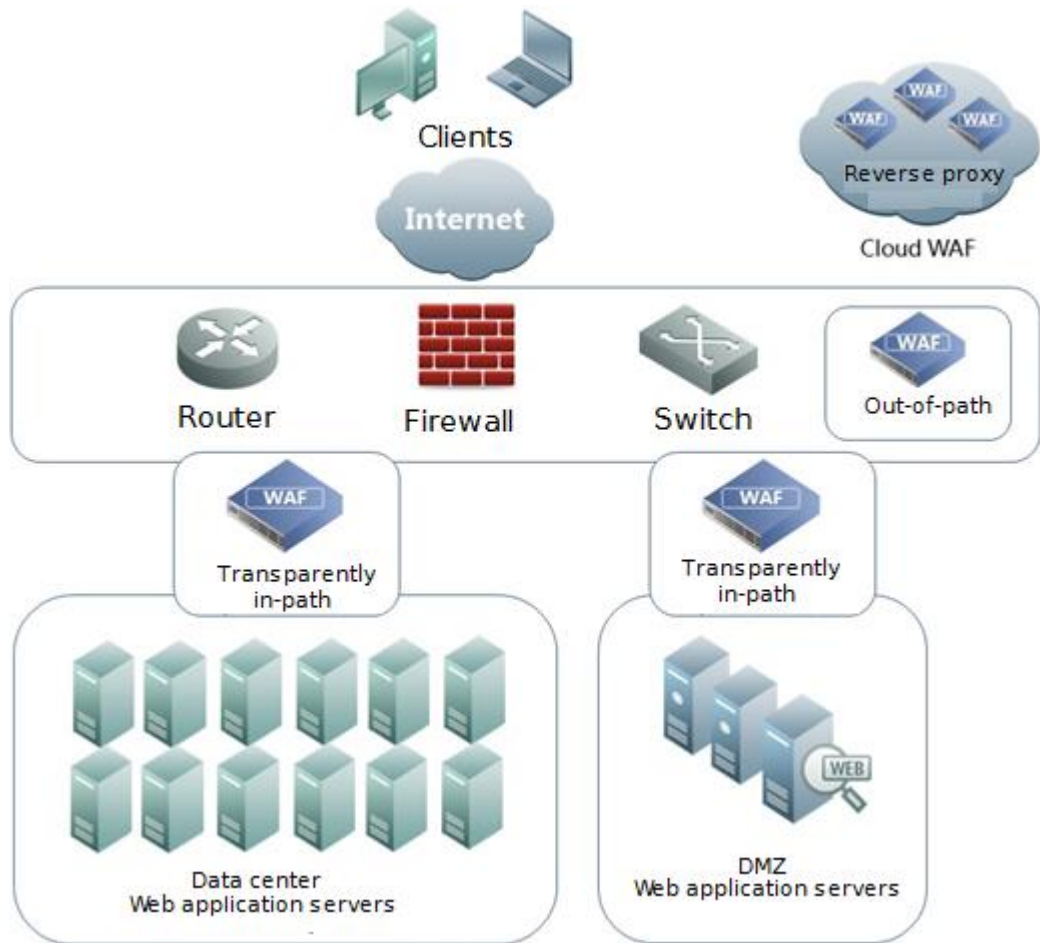 WAF
WAF
WAF
Reverse proxy
Cloud WAF
Clients
Internet
Router
Firewall
Switch
WAF
Out-of-path
WAF
Transparently
in-path
WAF
Transparently
in-path
Data center
Web application servers
WEB
DMZ
Web application servers